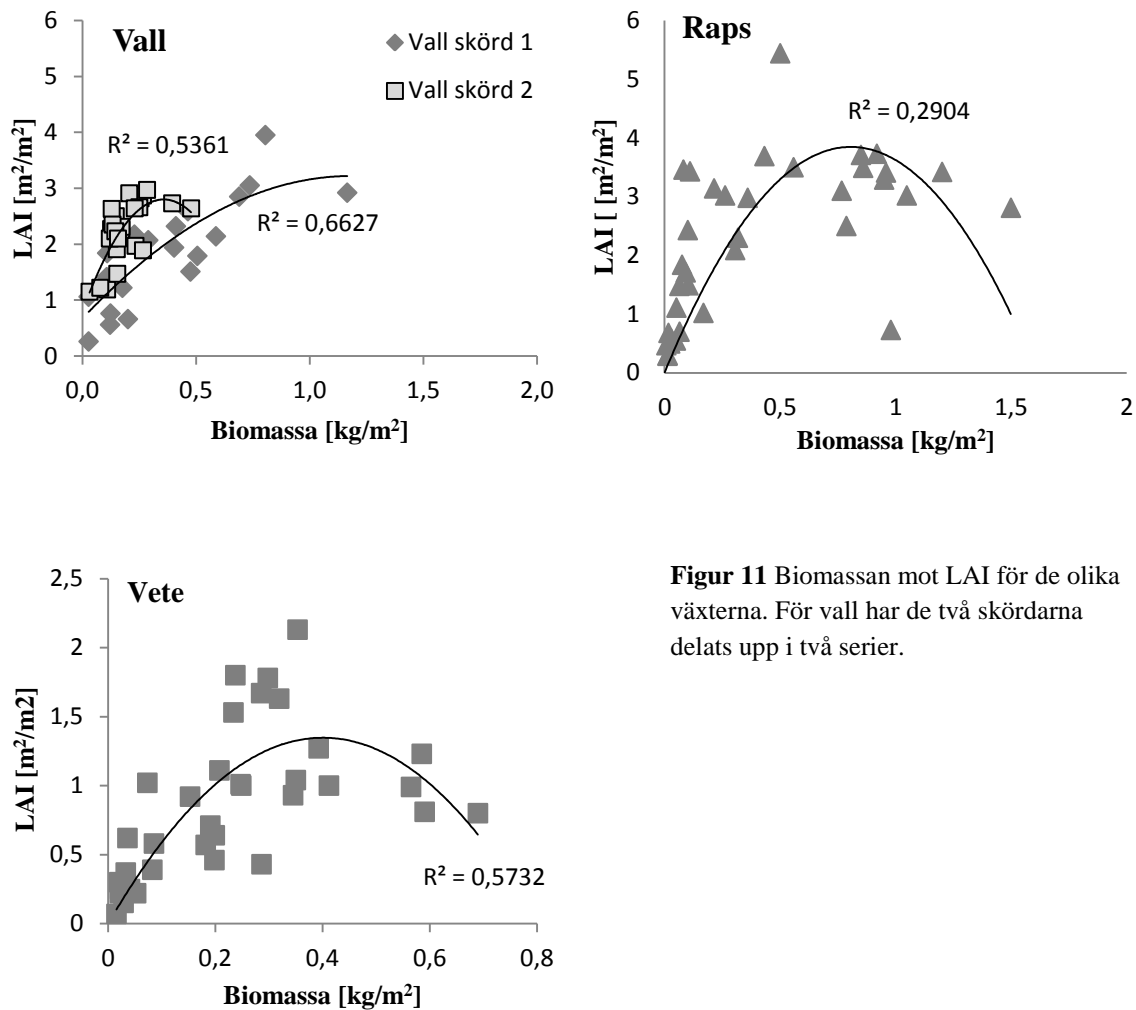 Vall
Vall skörd 1
Vall skörd 2
R² = 0,5361
R² = 0,6627
LAI [m²/m²]
6
5
4
3
2
1
0
0,0 0,5 1,0 1,5 2,0
Biomassa [kg/m²]
Raps
R² = 0,2904
LAI [ [m²/m²]
6
5
4
3
2
1
0
0 0,5 1 1,5 2
Biomassa [kg/m²]
Vete
R² = 0,5732
LAI [m²/m2]
2,5
2
1,5
1
0,5
0
0 0,2 0,4 0,6 0,8
Biomassa [kg/m²]
Figur 11 Biomassan mot LAI för de olika
växterna. För vall har de två skördarna
delats upp i två serier.